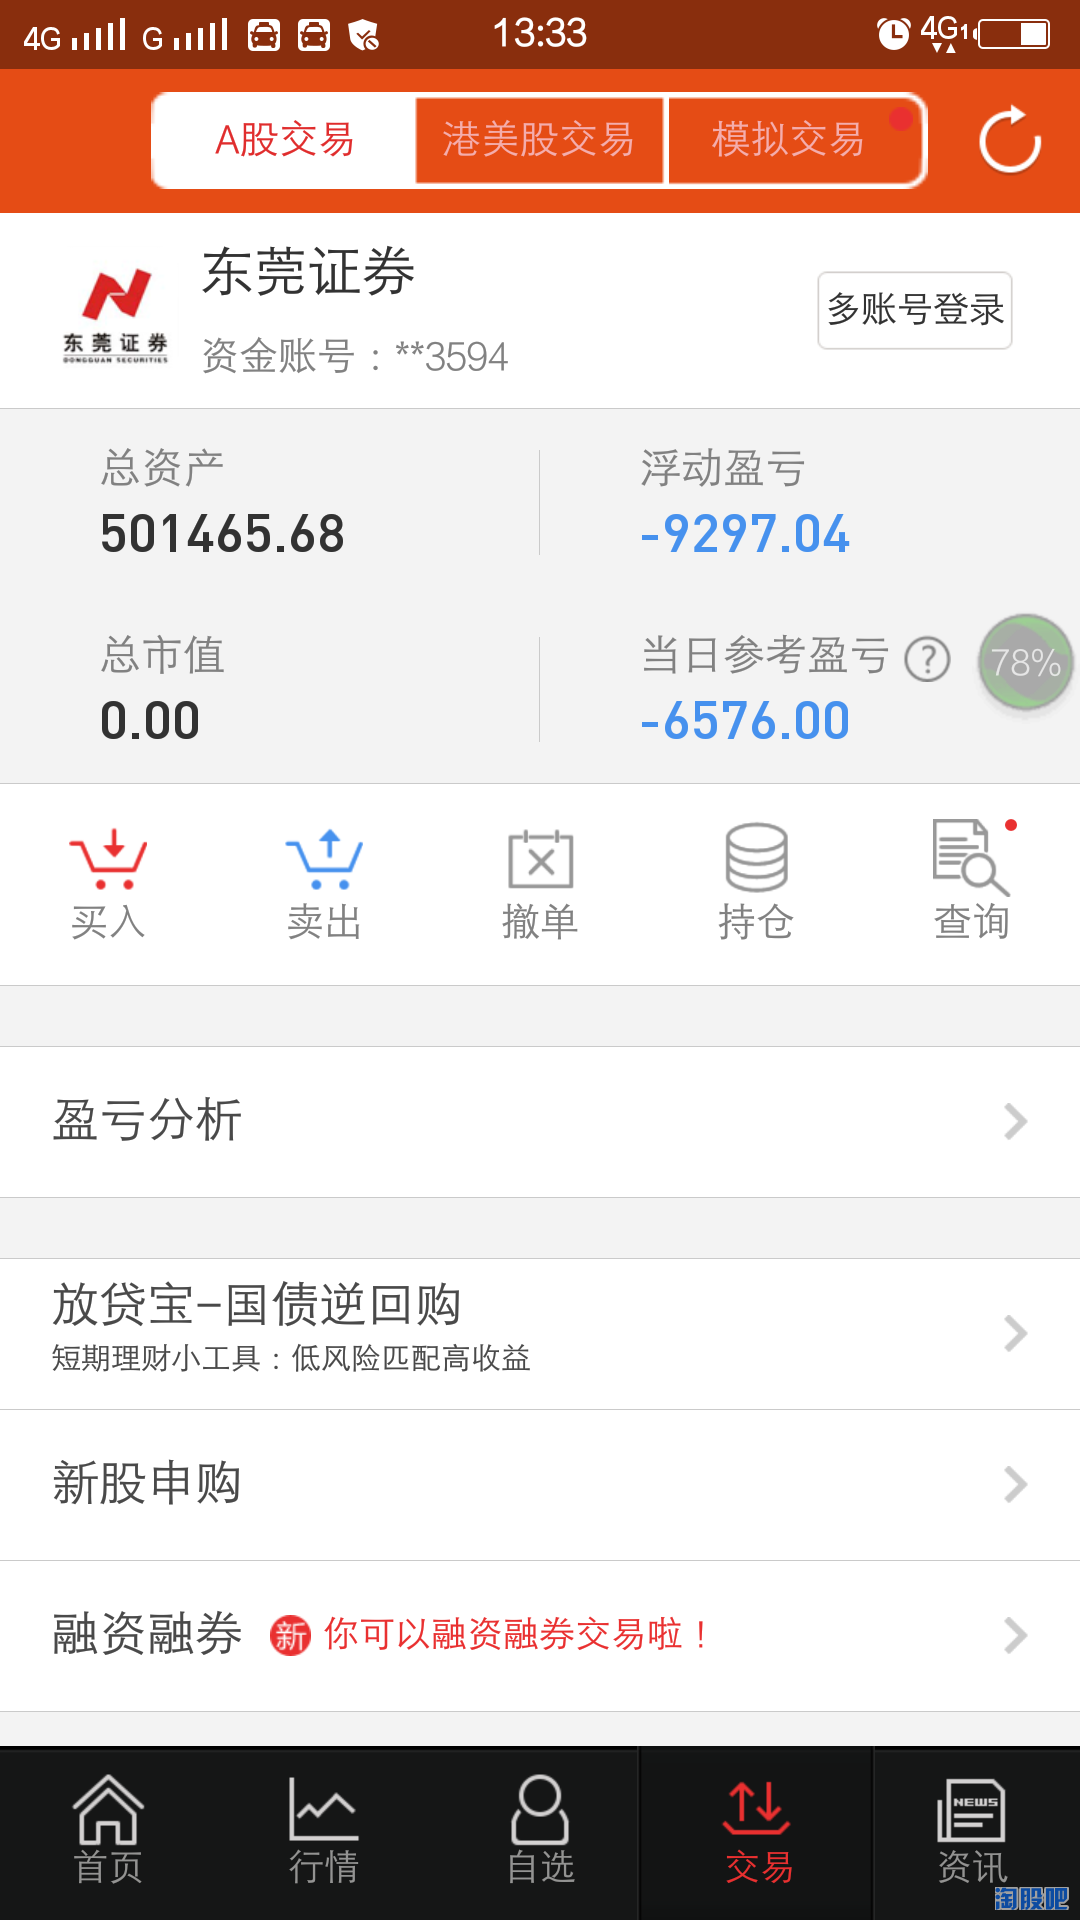 4G G 13:33 4G 1
A股交易 港美股交易 模拟交易
东莞证券
东莞证券
DONGGUAN SECURITIES
资金账号：**3594
多账号登录
总资产 浮动盈亏
501465.68 -9297.04
总市值 当日参考盈亏 ?
0.00 -6576.00
78%
买入 卖出 撤单 持仓 查询
盈亏分析
放贷宝-国债逆回购
短期理财小工具：低风险匹配高收益
新股申购
融资融券 新 你可以融资融券交易啦！
NEWS
首页 行情 自选 交易 资讯
淘股吧